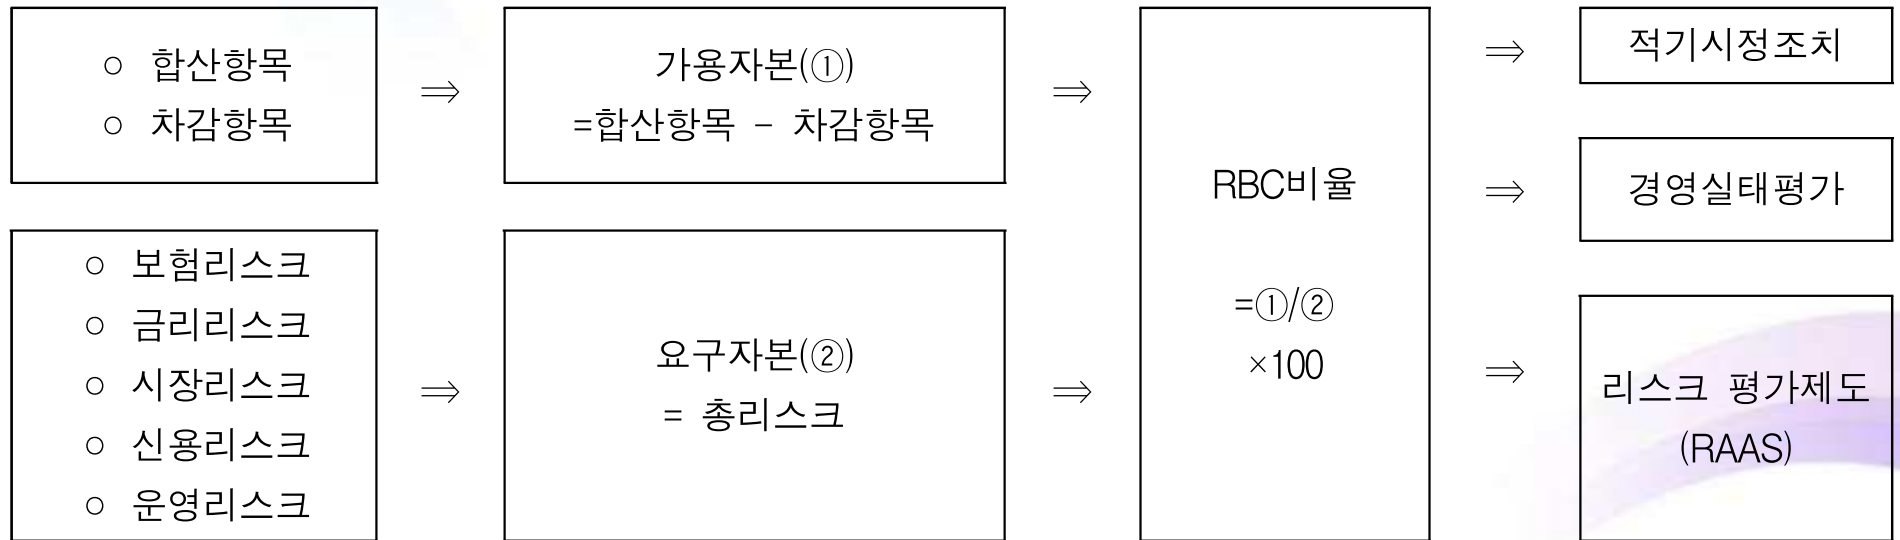 ○ 합산항목
○ 차감항목
⇒
가용자본(①)
=합산항목 - 차감항목
⇒
○ 보험리스크
○ 금리리스크
○ 시장리스크
○ 신용리스크
○ 운영리스크
⇒
요구자본(②)
= 총리스크
⇒
RBC비율
=①/②
×100
⇒
적기시정조치
⇒
경영실태평가
⇒
리스크 평가제도
(RAAS)